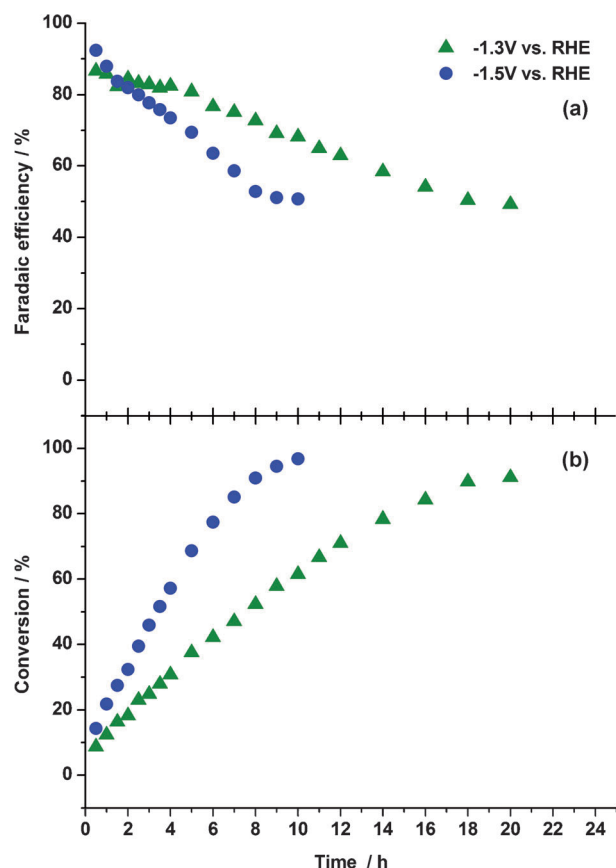 100
-1.3V vs. RHE
-1.5V vs. RHE
80
(a)
60
40
20
0
Faradaic efficiency / %
100
(b)
80
60
40
20
0
Conversion / %
0 2 4 6 8 10 12 14 16 18 20 22 24
Time / h